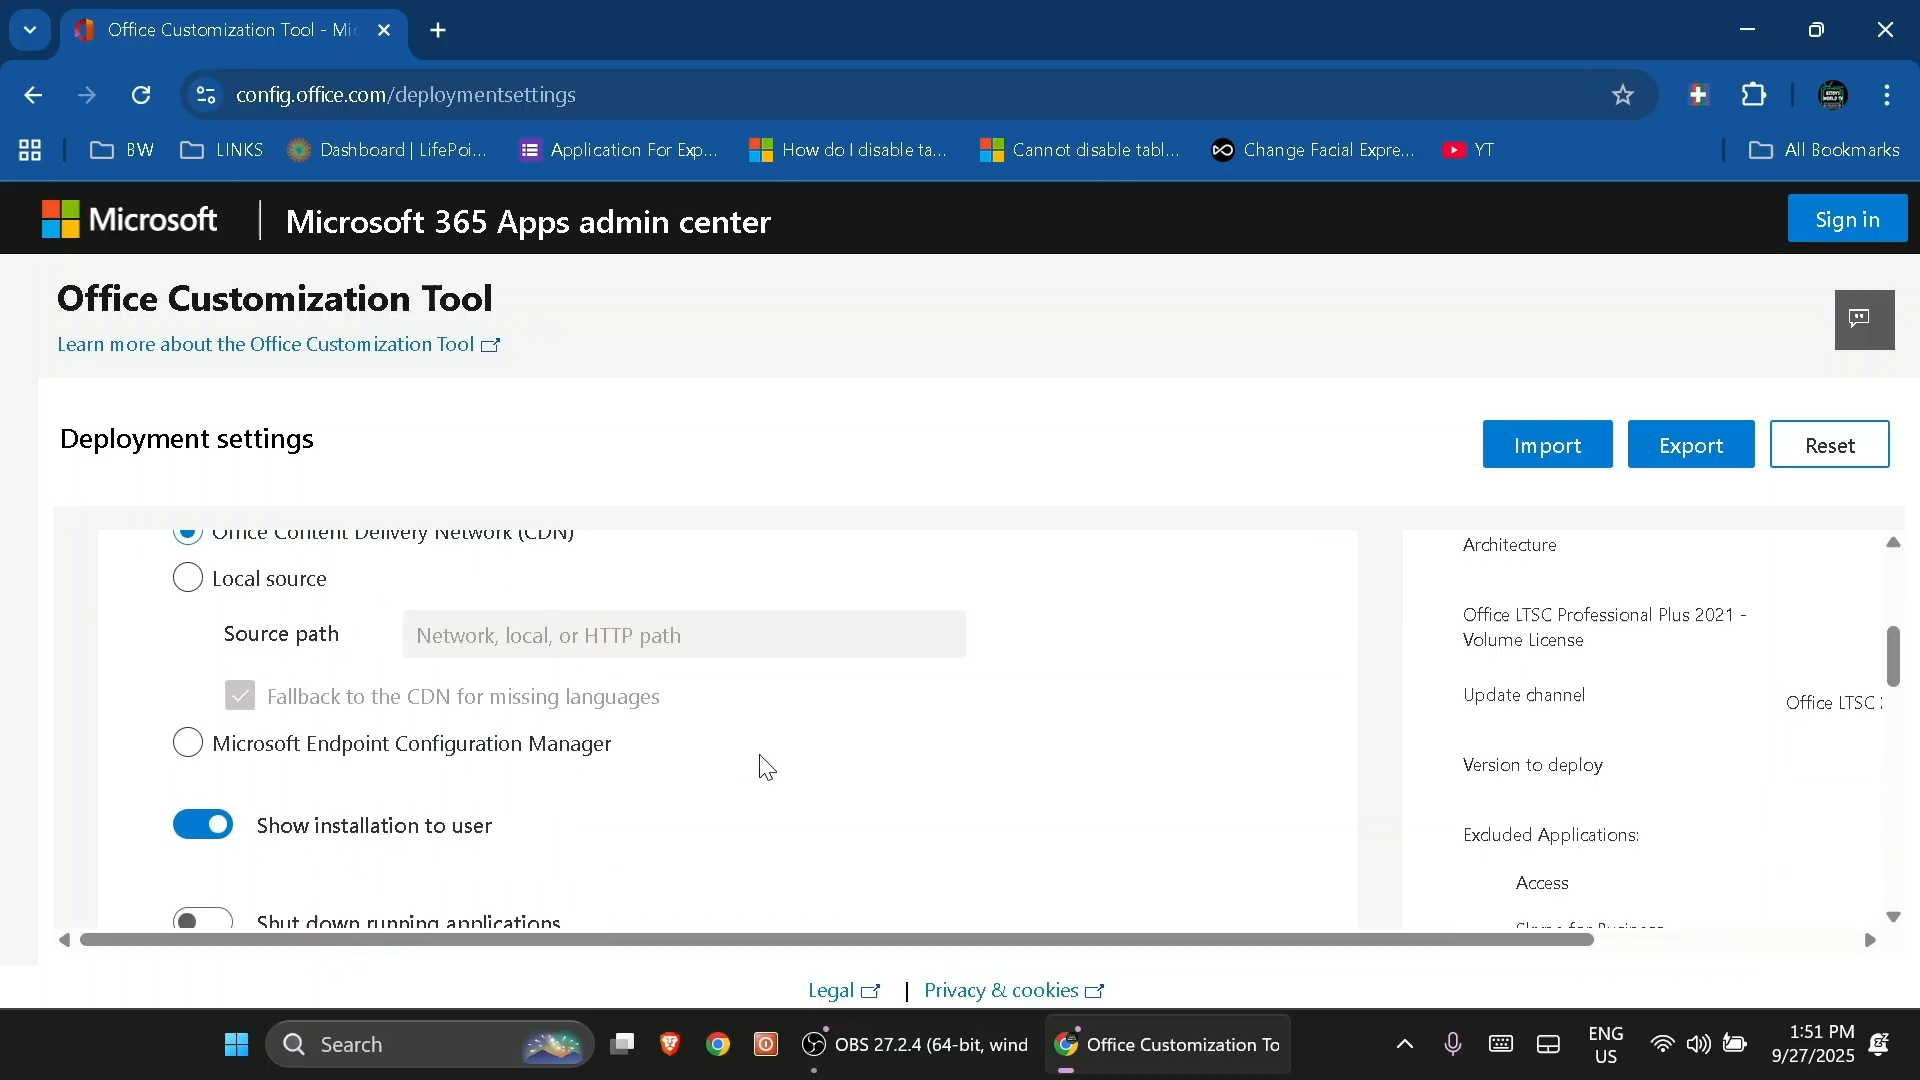 Office Customization Tool - Mic
config.office.com/deploymentsettings
BW
LINKS
Dashboard | LifePoi...
Application For Exp...
How do I disable ta...
Cannot disable tabl...
Change Facial Expre...
YT
All Bookmarks
Microsoft
Microsoft 365 Apps admin center
Sign in
Office Customization Tool
Learn more about the Office Customization Tool
Deployment settings
Import
Export
Reset
Office Content Delivery Network (CDN)
Local source
Source path
Network, local, or HTTP path
Fallback to the CDN for missing languages
Microsoft Endpoint Configuration Manager
Show installation to user
Shut down running applications
Architecture
Office LTSC Professional Plus 2021 -
Volume License
Update channel
Office LTSC
Version to deploy
Excluded Applications:
Access
Skype for Business
Legal
|
Privacy & cookies
Search
OBS 27.2.4 (64-bit, wind
Office Customization To
ENG
US
1:51 PM
9/27/2025